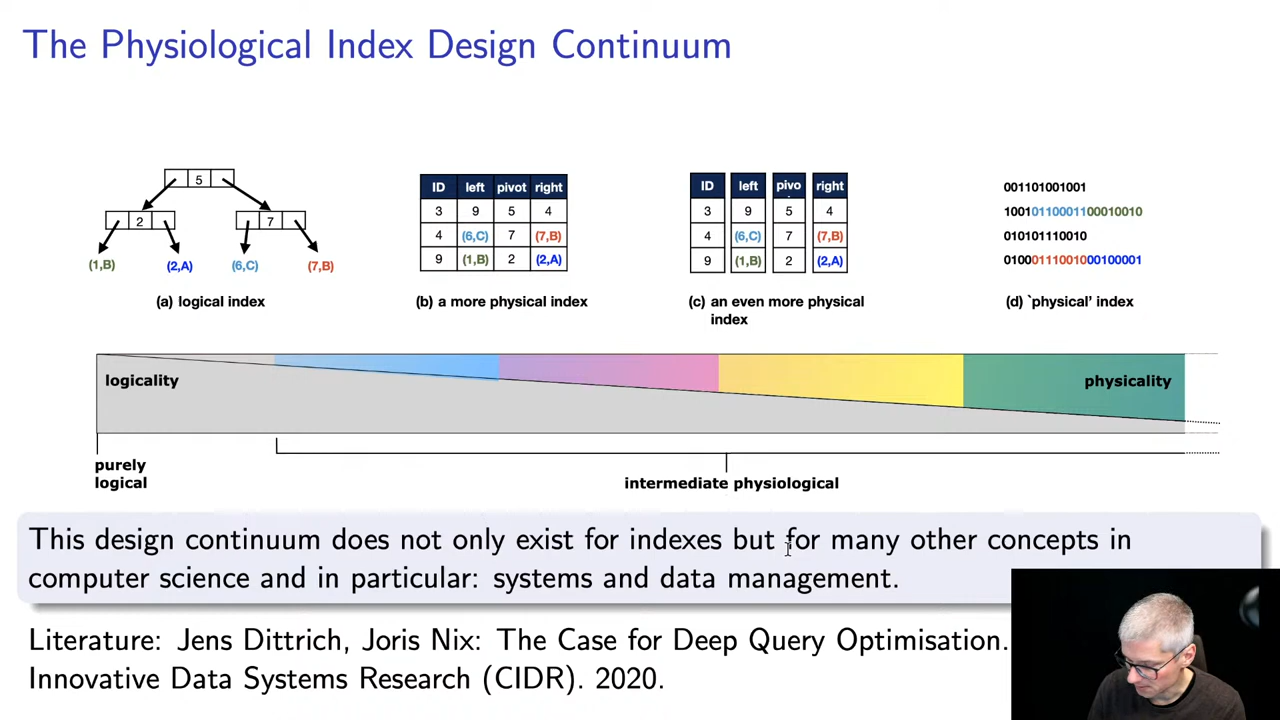 The Physiological Index Design Continuum
5
2
7
(1,B) (2,A) (6,C) (7,B)
(a) logical index
ID left pivot right
3 9 5 4
4 (6,C) 7 (7,B)
9 (1,B) 2 (2,A)
(b) a more physical index
ID left pivo right
3 9 5 4
4 (6,C) 7 (7,B)
9 (1,B) 2 (2,A)
(c) an even more physical
index
001101001001
10010110001100010010
010101110010
01000111001000100001
(d) `physical' index
logicality
physicality
purely
logical
intermediate physiological
This design continuum does not only exist for indexes but for many other concepts in
computer science and in particular: systems and data management.
Literature: Jens Dittrich, Joris Nix: The Case for Deep Query Optimisation.
Innovative Data Systems Research (CIDR). 2020.